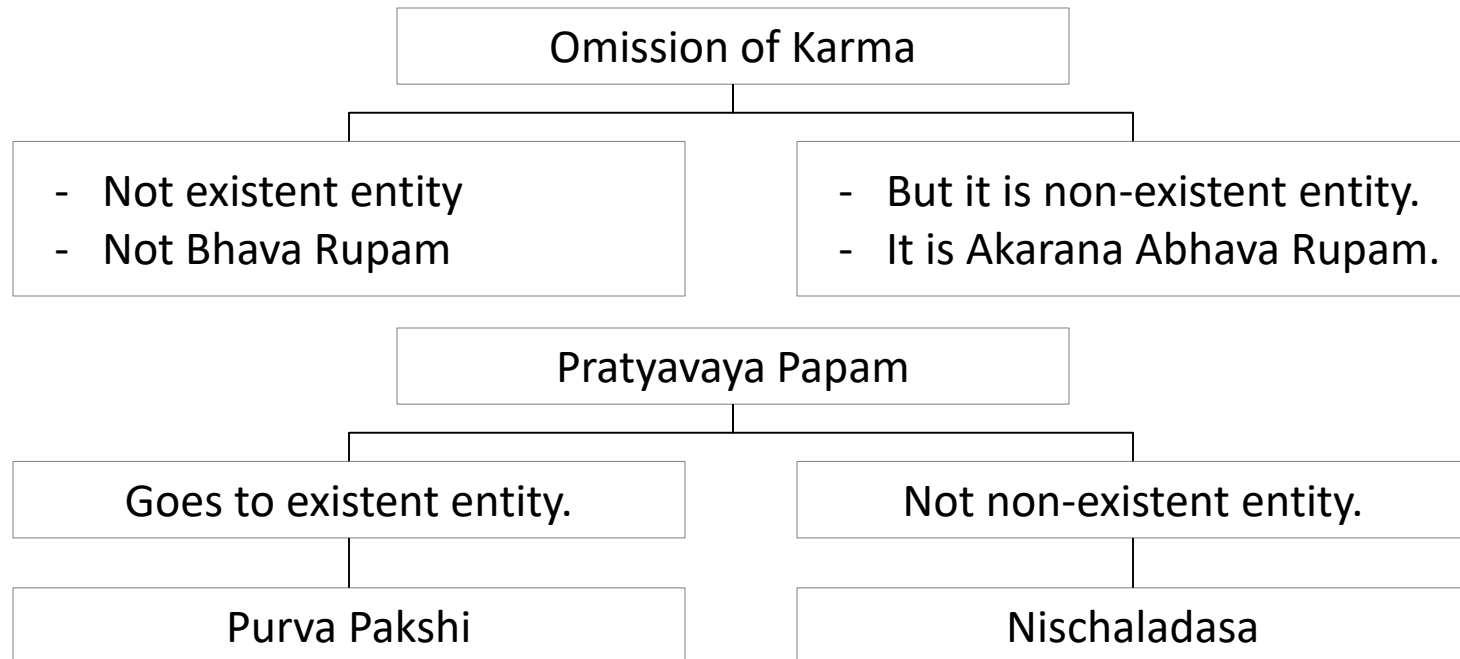 Omission of Karma
- Not existent entity
- Not Bhava Rupam
- But it is non-existent entity.
- It is Akarana Abhava Rupam.
Pratyavaya Papam
Goes to existent entity.
Not non-existent entity.
Purva Pakshi
Nischaladasa